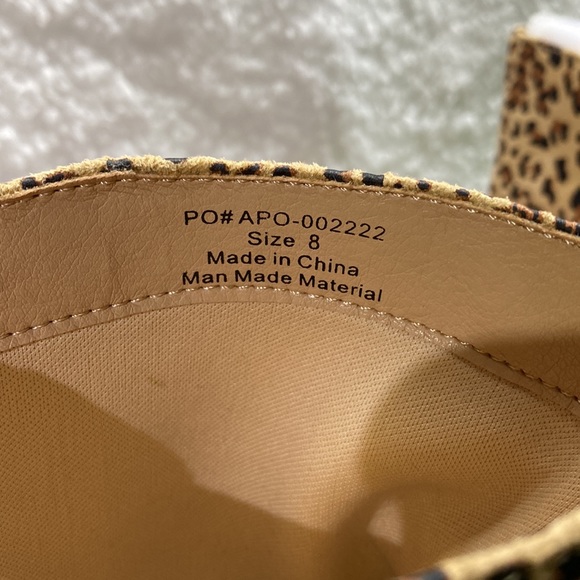 PO# APO-002222
Size 8
Made in China
Man Made Material